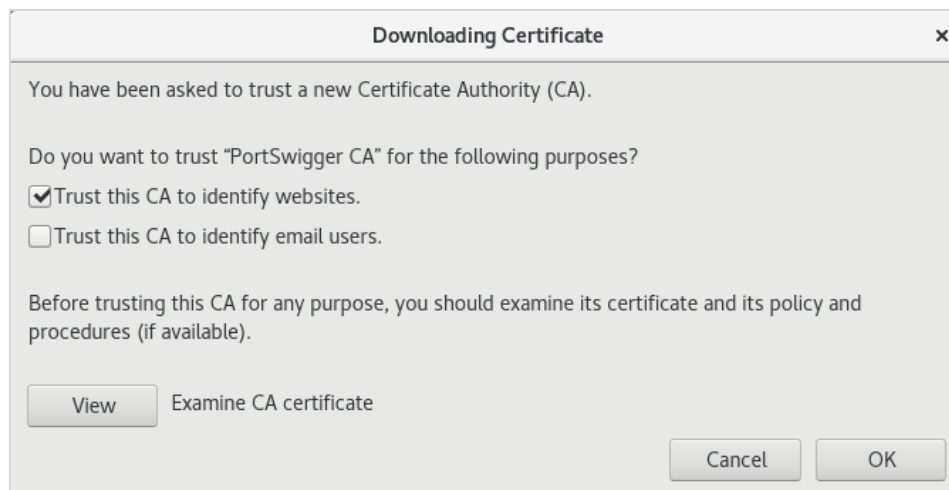 Downloading Certificate ×
You have been asked to trust a new Certificate Authority (CA).
Do you want to trust “PortSwigger CA” for the following purposes?
Trust this CA to identify websites.
Trust this CA to identify email users.
Before trusting this CA for any purpose, you should examine its certificate and its policy and
procedures (if available).
View Examine CA certificate
Cancel OK